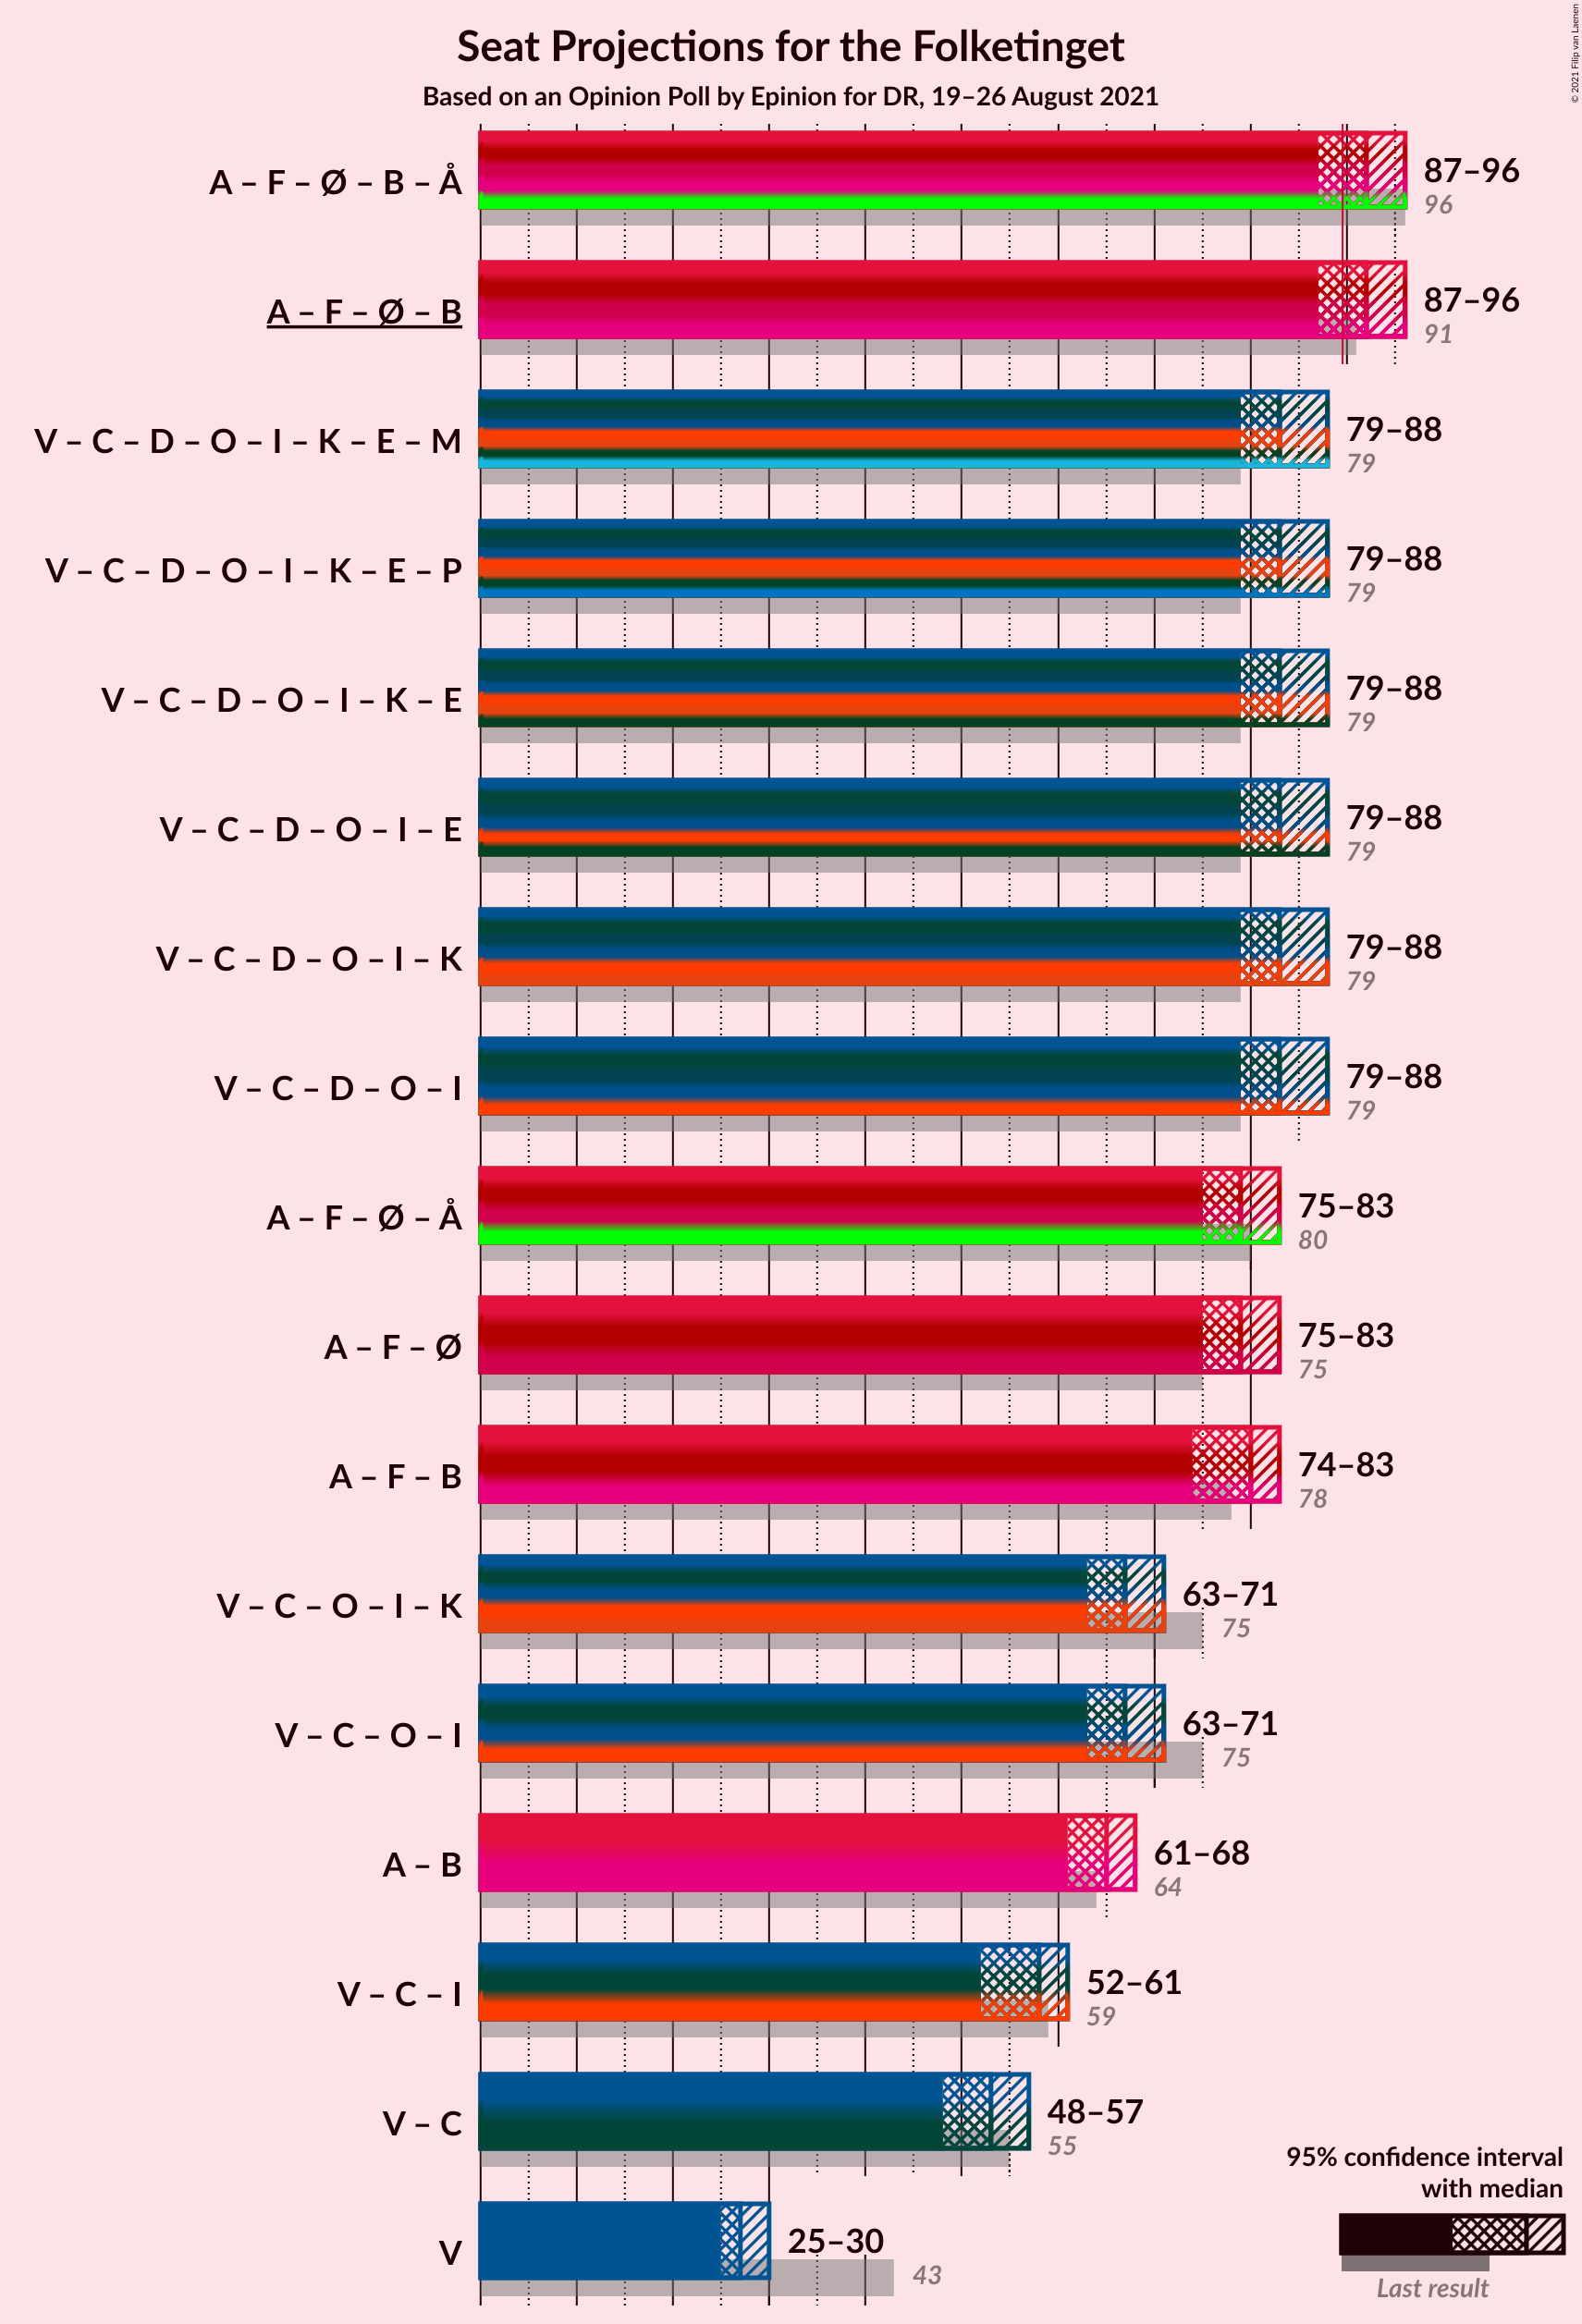 Seat Projections for the Folketinget
Based on an Opinion Poll by Epinion for DR, 19–26 August 2021
© 2021 Filip van Laenen
A – F – Ø – B – Å
87–96
96
A – F – Ø – B
87–96
91
V – C – D – O – I – K – E – M
79–88
79
V – C – D – O – I – K – E – P
79–88
79
V – C – D – O – I – K – E
79–88
79
V – C – D – O – I – E
79–88
79
V – C – D – O – I – K
79–88
79
V – C – D – O – I
79–88
79
A – F – Ø – Å
75–83
80
A – F – Ø
75–83
75
A – F – B
74–83
78
V – C – O – I – K
63–71
75
V – C – O – I
63–71
75
A – B
61–68
64
V – C – I
52–61
59
V – C
48–57
55
V
25–30
43
95% confidence interval
with median
Last result